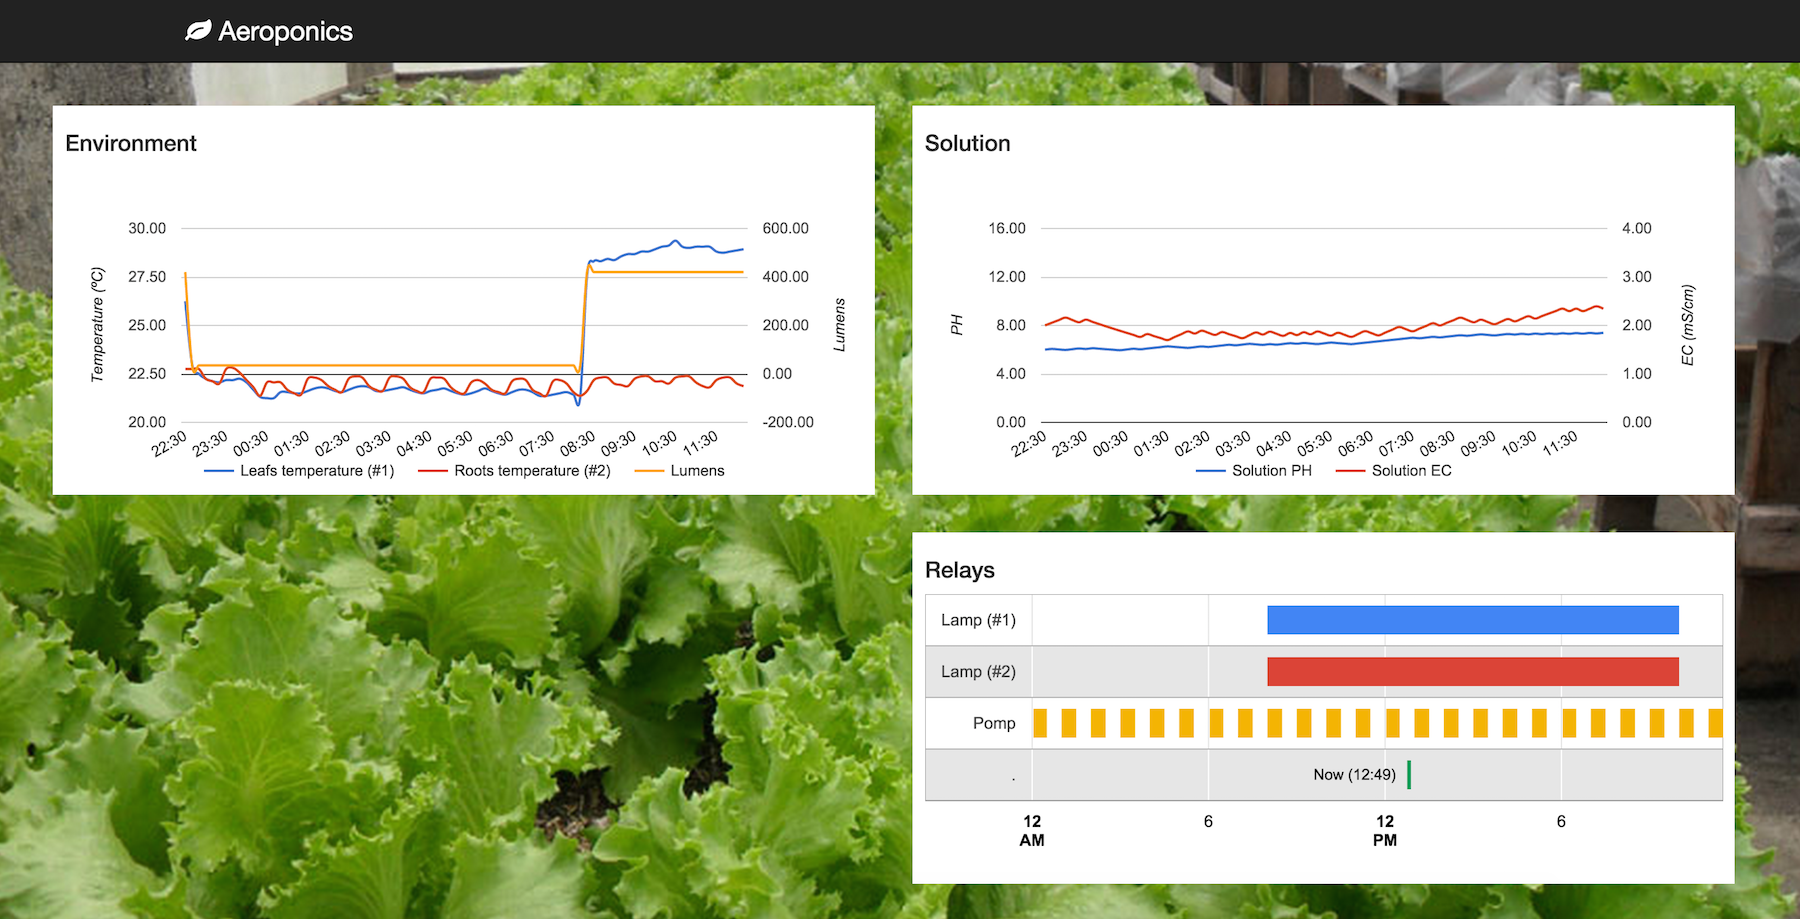 Aeroponics
Environment
30.00
27.50
25.00
22.50
20.00
Temperature (ºC)
600.00
400.00
200.00
0.00
-200.00
Lumens
22:30 23:30 00:30 01:30 02:30 03:30 04:30 05:30 06:30 07:30 08:30 09:30 10:30 11:30
Leafs temperature (#1) Roots temperature (#2) Lumens
Solution
16.00
12.00
8.00
4.00
0.00
PH
4.00
3.00
2.00
1.00
0.00
EC (mS/cm)
22:30 23:30 00:30 01:30 02:30 03:30 04:30 05:30 06:30 07:30 08:30 09:30 10:30 11:30
Solution PH Solution EC
Relays
Lamp (#1)
Lamp (#2)
Pomp
. Now (12:49)
12 6 12 6
AM PM